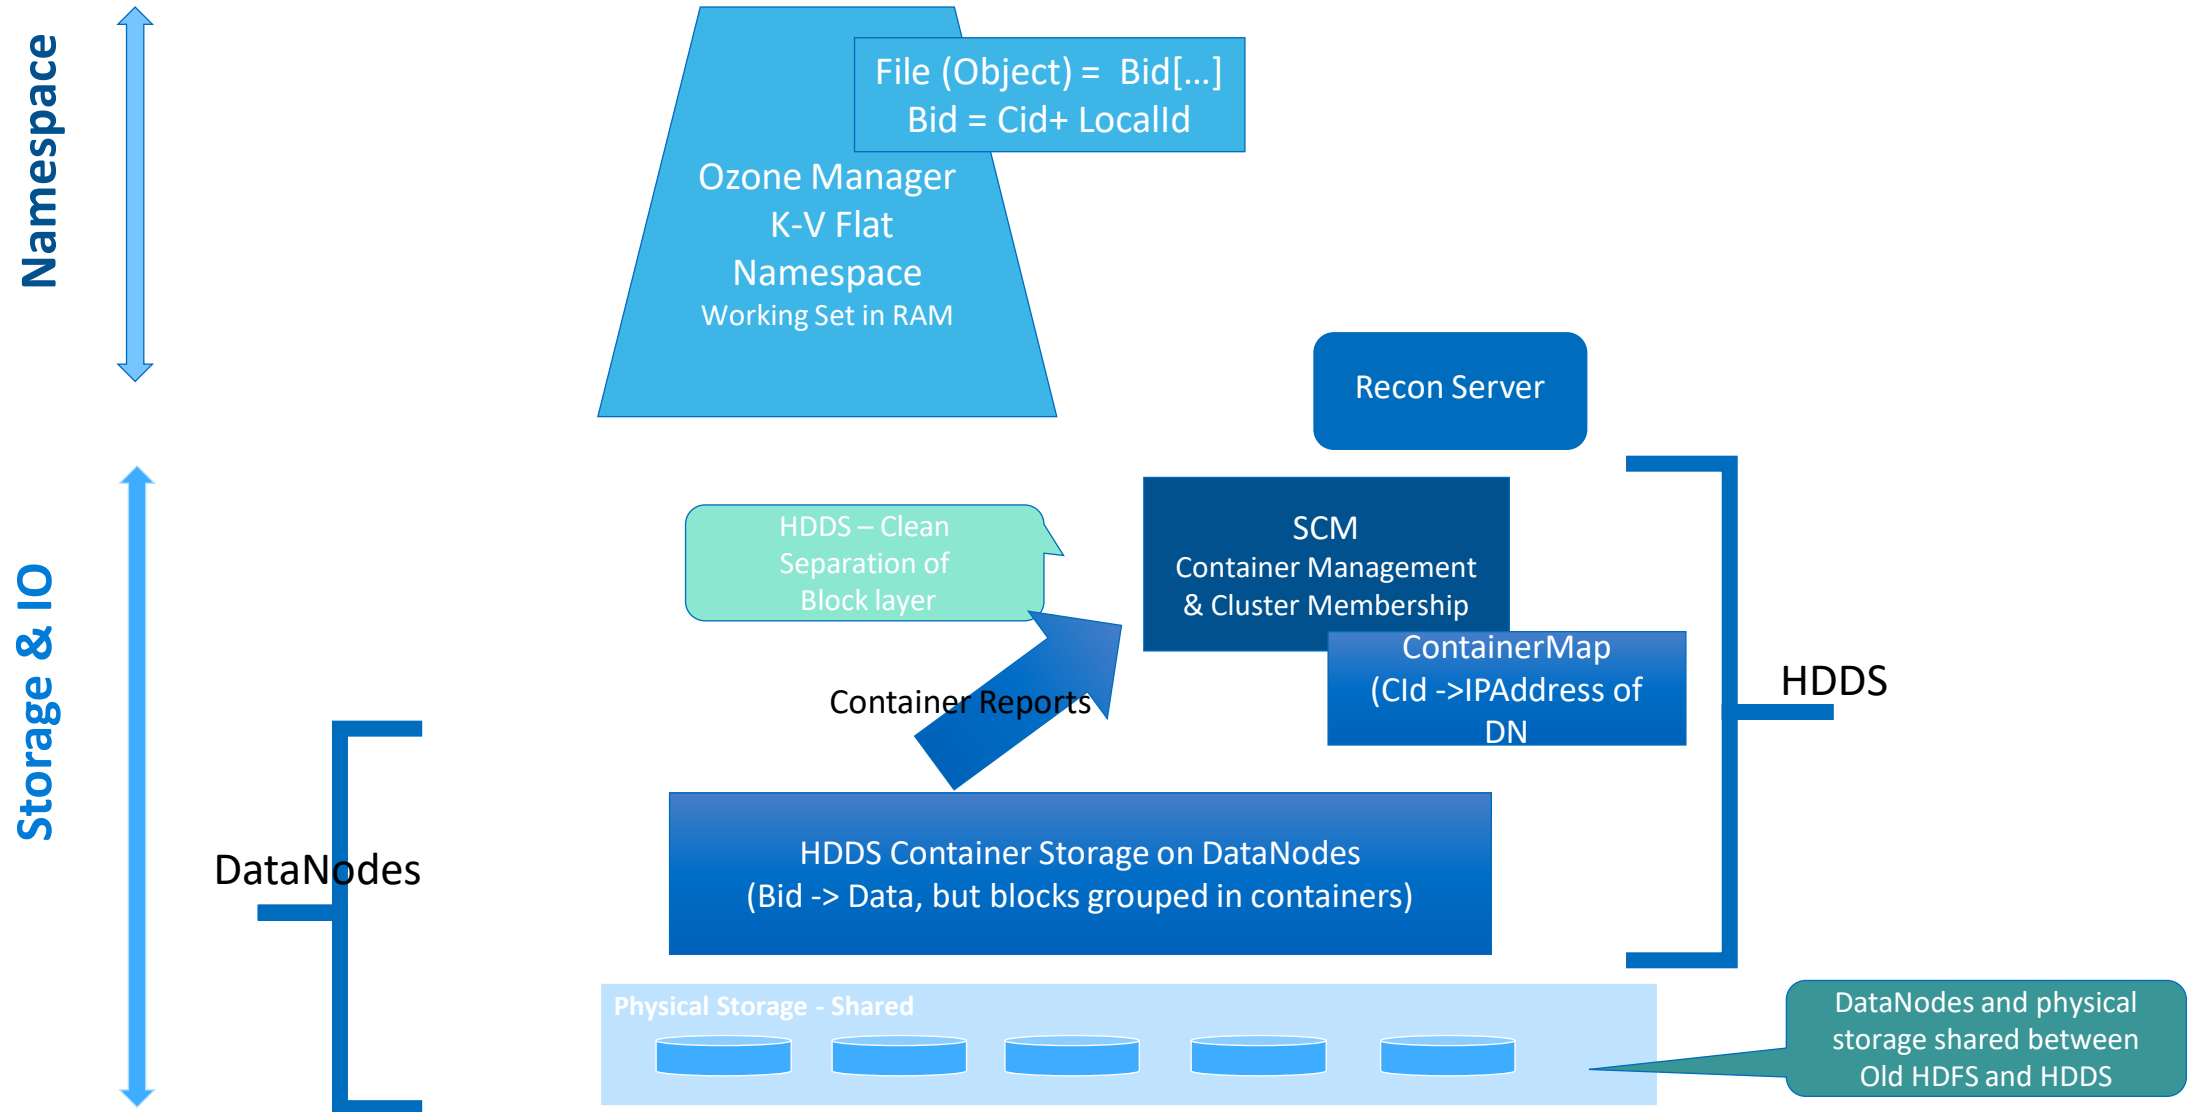 Namespace
File (Object) = Bid[...]
Bid = Cid+ LocalId
Ozone Manager
K-V Flat
Namespace
Working Set in RAM
Recon Server
Storage & IO
HDDS – Clean
Separation of
Block layer
SCM
Container Management
& Cluster Membership
ContainerMap
(CId ->IPAddress of
DN
HDDS
Container Reports
DataNodes
HDDS Container Storage on DataNodes
(Bid -> Data, but blocks grouped in containers)
Physical Storage - Shared
DataNodes and physical
storage shared between
Old HDFS and HDDS